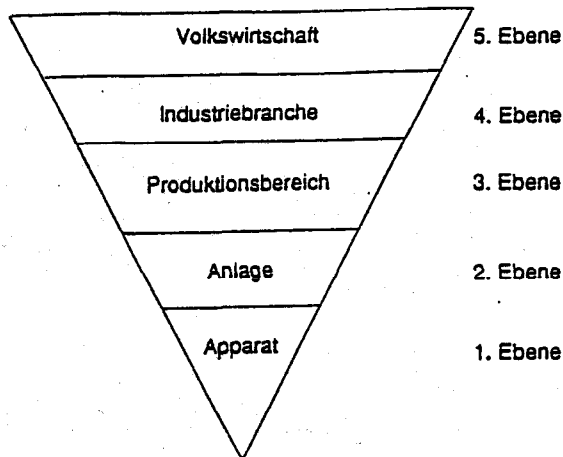 Volkswirtschaft 5. Ebene
Industriebranche 4. Ebene
Produktionsbereich 3. Ebene
Anlage 2. Ebene
Apparat 1. Ebene